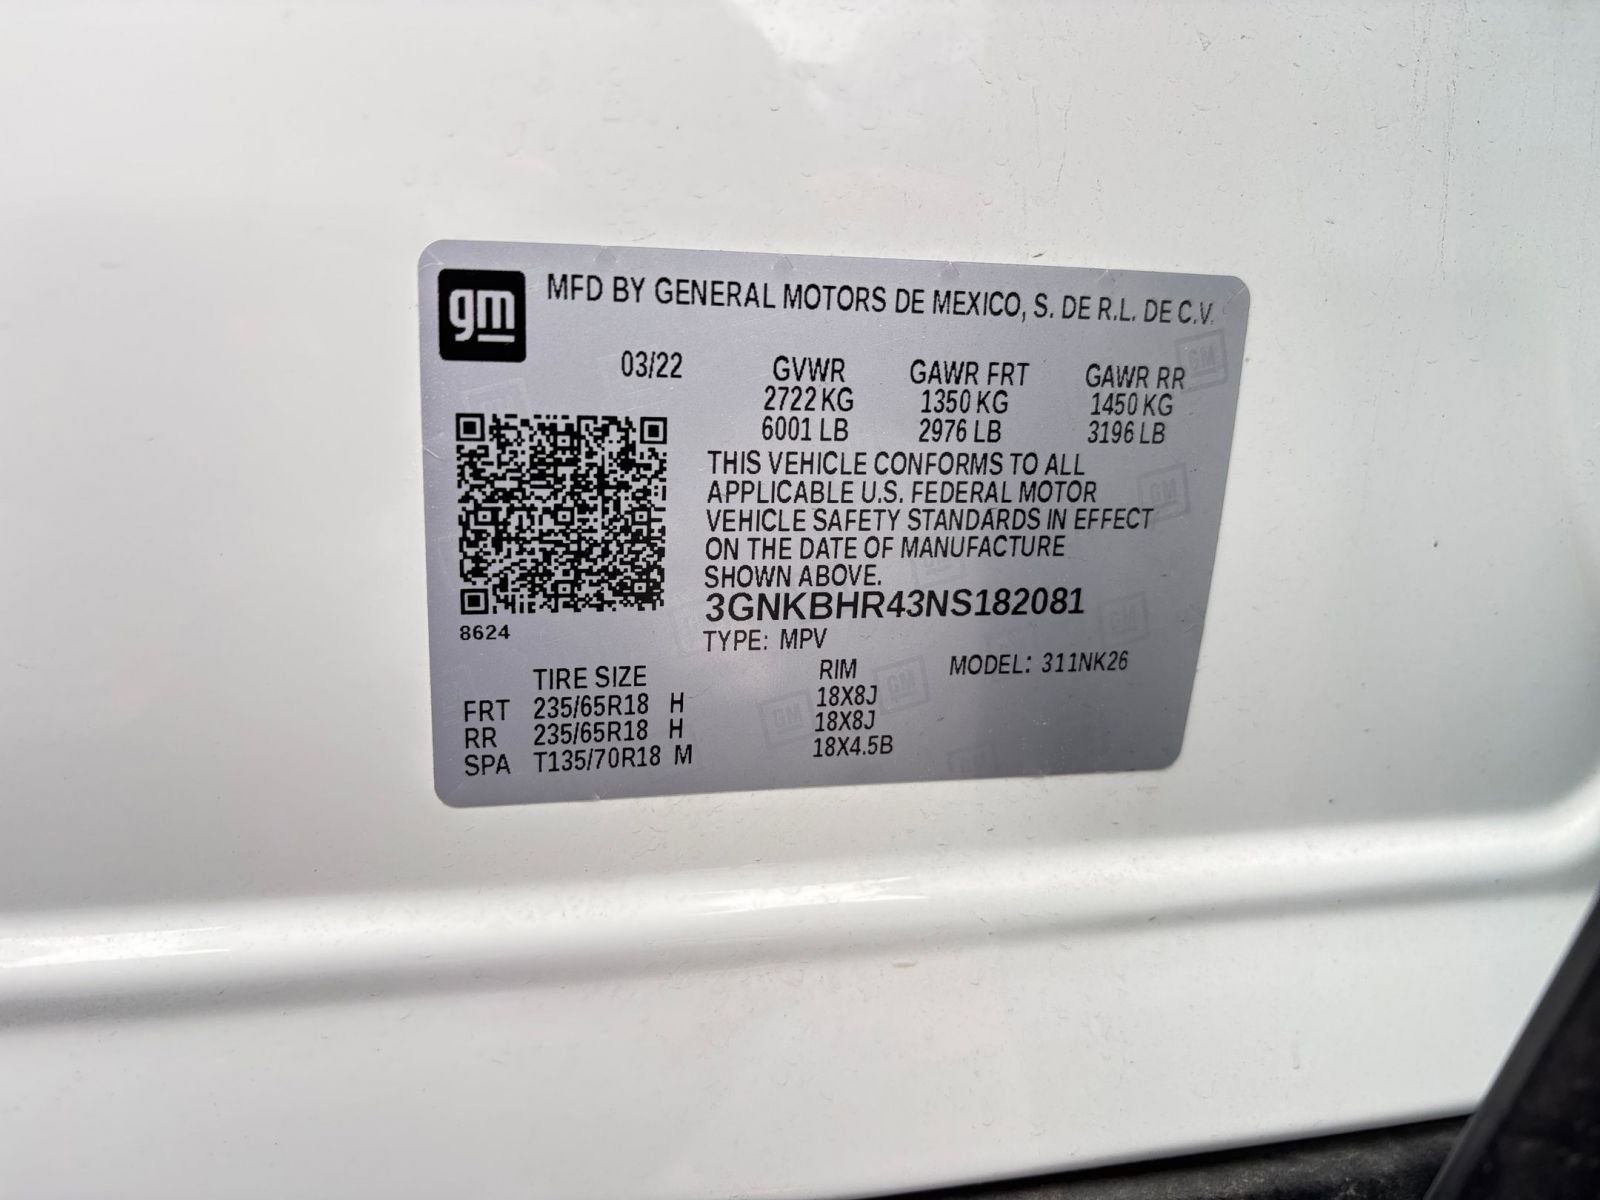 gm
MFD BY GENERAL MOTORS DE MEXICO, S. DE R.L. DE C.V.
03/22 GVWR GAWR FRT GAWR RR
2722 KG 1350 KG 1450 KG
6001 LB 2976 LB 3196 LB
THIS VEHICLE CONFORMS TO ALL
APPLICABLE U.S. FEDERAL MOTOR
VEHICLE SAFETY STANDARDS IN EFFECT
ON THE DATE OF MANUFACTURE
SHOWN ABOVE.
3GNKBHR43NS182081
8624
TYPE: MPV
TIRE SIZE RIM MODEL: 311NK26
FRT 235/65R18 H 18X8J
RR 235/65R18 H 18X8J
SPA T135/70R18 M 18X4.5B